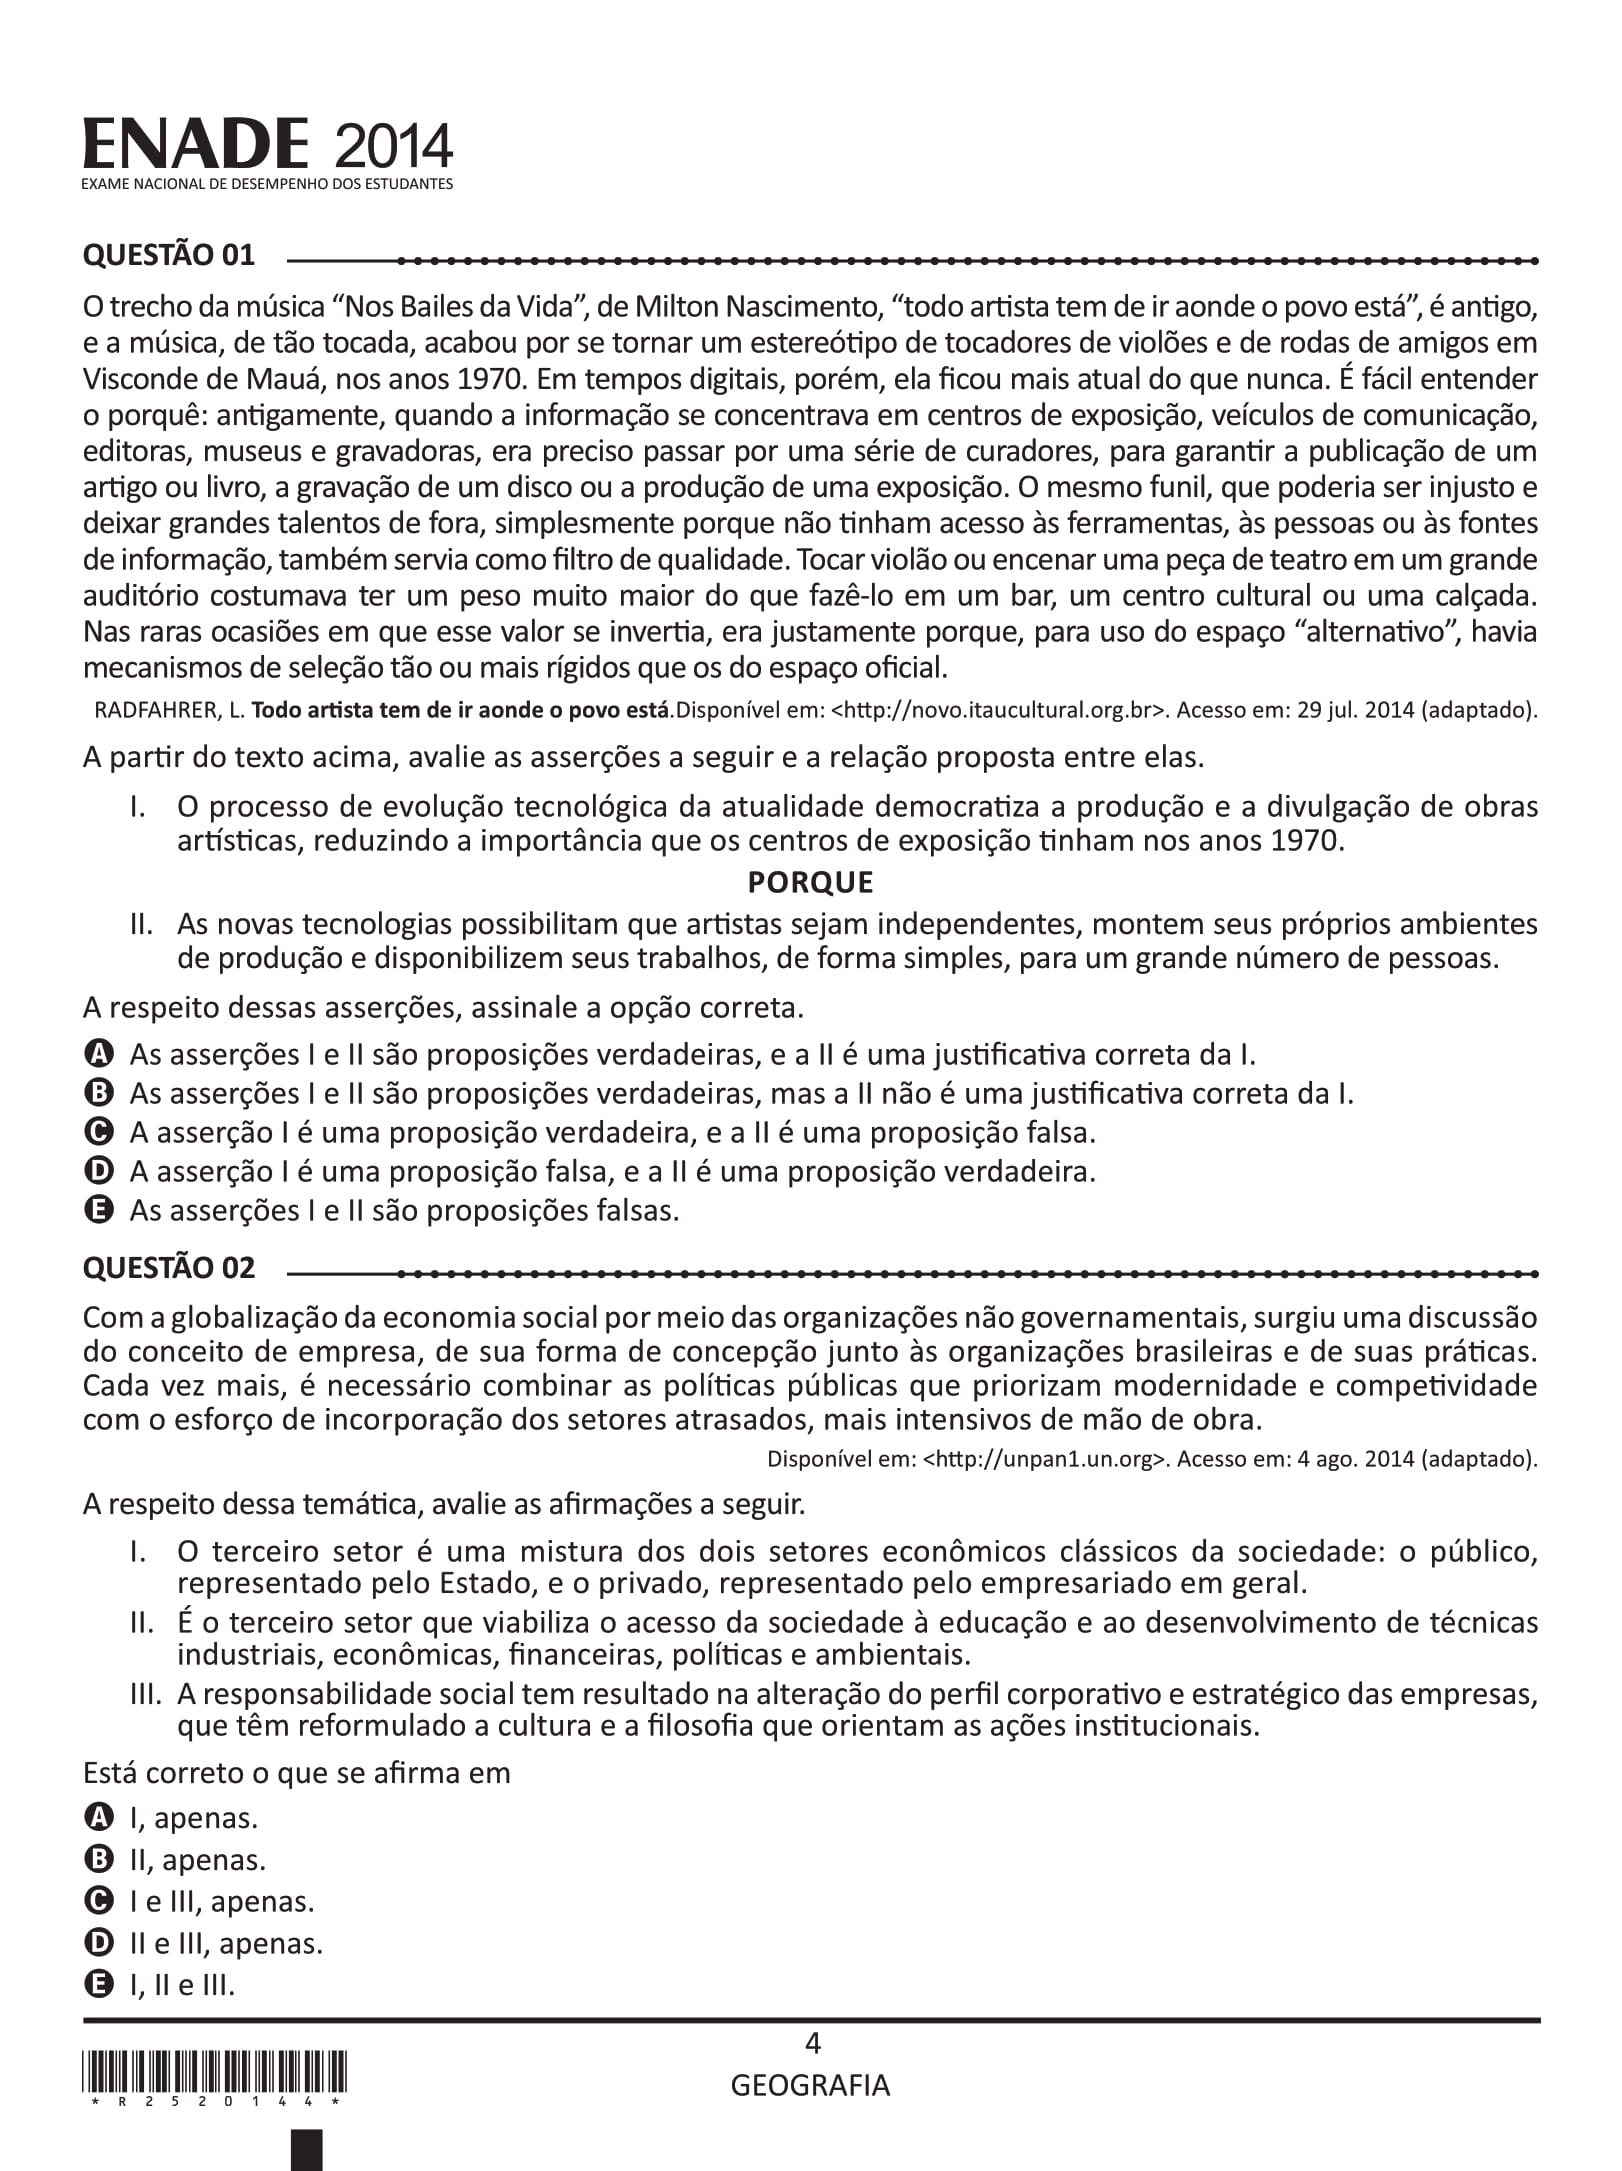 ENADE 2014
EXAME NACIONAL DE DESEMPENHO DOS ESTUDANTES
QUESTÃO 01
O trecho da música “Nos Bailes da Vida”, de Milton Nascimento, “todo artista tem de ir aonde o povo está”, é antigo,
e a música, de tão tocada, acabou por se tornar um estereótipo de tocadores de violões e de rodas de amigos em
Visconde de Mauá, nos anos 1970. Em tempos digitais, porém, ela ficou mais atual do que nunca. É fácil entender
o porquê: antigamente, quando a informação se concentrava em centros de exposição, veículos de comunicação,
editoras, museus e gravadoras, era preciso passar por uma série de curadores, para garantir a publicação de um
artigo ou livro, a gravação de um disco ou a produção de uma exposição. O mesmo funil, que poderia ser injusto e
deixar grandes talentos de fora, simplesmente porque não tinham acesso às ferramentas, às pessoas ou às fontes
de informação, também servia como filtro de qualidade. Tocar violão ou encenar uma peça de teatro em um grande
auditório costumava ter um peso muito maior do que fazê-lo em um bar, um centro cultural ou uma calçada.
Nas raras ocasiões em que esse valor se invertia, era justamente porque, para uso do espaço “alternativo”, havia
mecanismos de seleção tão ou mais rígidos que os do espaço oficial.
RADFAHRER, L. Todo artista tem de ir aonde o povo está.Disponível em: <http://novo.itaucultural.org.br>. Acesso em: 29 jul. 2014 (adaptado).
A partir do texto acima, avalie as asserções a seguir e a relação proposta entre elas.
I. O processo de evolução tecnológica da atualidade democratiza a produção e a divulgação de obras
artísticas, reduzindo a importância que os centros de exposição tinham nos anos 1970.
PORQUE
II. As novas tecnologias possibilitam que artistas sejam independentes, montem seus próprios ambientes
de produção e disponibilizem seus trabalhos, de forma simples, para um grande número de pessoas.
A respeito dessas asserções, assinale a opção correta.
A As asserções I e II são proposições verdadeiras, e a II é uma justificativa correta da I.
B As asserções I e II são proposições verdadeiras, mas a II não é uma justificativa correta da I.
C A asserção I é uma proposição verdadeira, e a II é uma proposição falsa.
D A asserção I é uma proposição falsa, e a II é uma proposição verdadeira.
E As asserções I e II são proposições falsas.
QUESTÃO 02
Com a globalização da economia social por meio das organizações não governamentais, surgiu uma discussão
do conceito de empresa, de sua forma de concepção junto às organizações brasileiras e de suas práticas.
Cada vez mais, é necessário combinar as políticas públicas que priorizam modernidade e competividade
com o esforço de incorporação dos setores atrasados, mais intensivos de mão de obra.
Disponível em: <http://unpan1.un.org>. Acesso em: 4 ago. 2014 (adaptado).
A respeito dessa temática, avalie as afirmações a seguir.
I. O terceiro setor é uma mistura dos dois setores econômicos clássicos da sociedade: o público,
representado pelo Estado, e o privado, representado pelo empresariado em geral.
II. É o terceiro setor que viabiliza o acesso da sociedade à educação e ao desenvolvimento de técnicas
industriais, econômicas, financeiras, políticas e ambientais.
III. A responsabilidade social tem resultado na alteração do perfil corporativo e estratégico das empresas,
que têm reformulado a cultura e a filosofia que orientam as ações institucionais.
Está correto o que se afirma em
A I, apenas.
B II, apenas.
C I e III, apenas.
D II e III, apenas.
E I, II e III.
4
GEOGRAFIA
* R 2 5 2 0 1 4 4 *